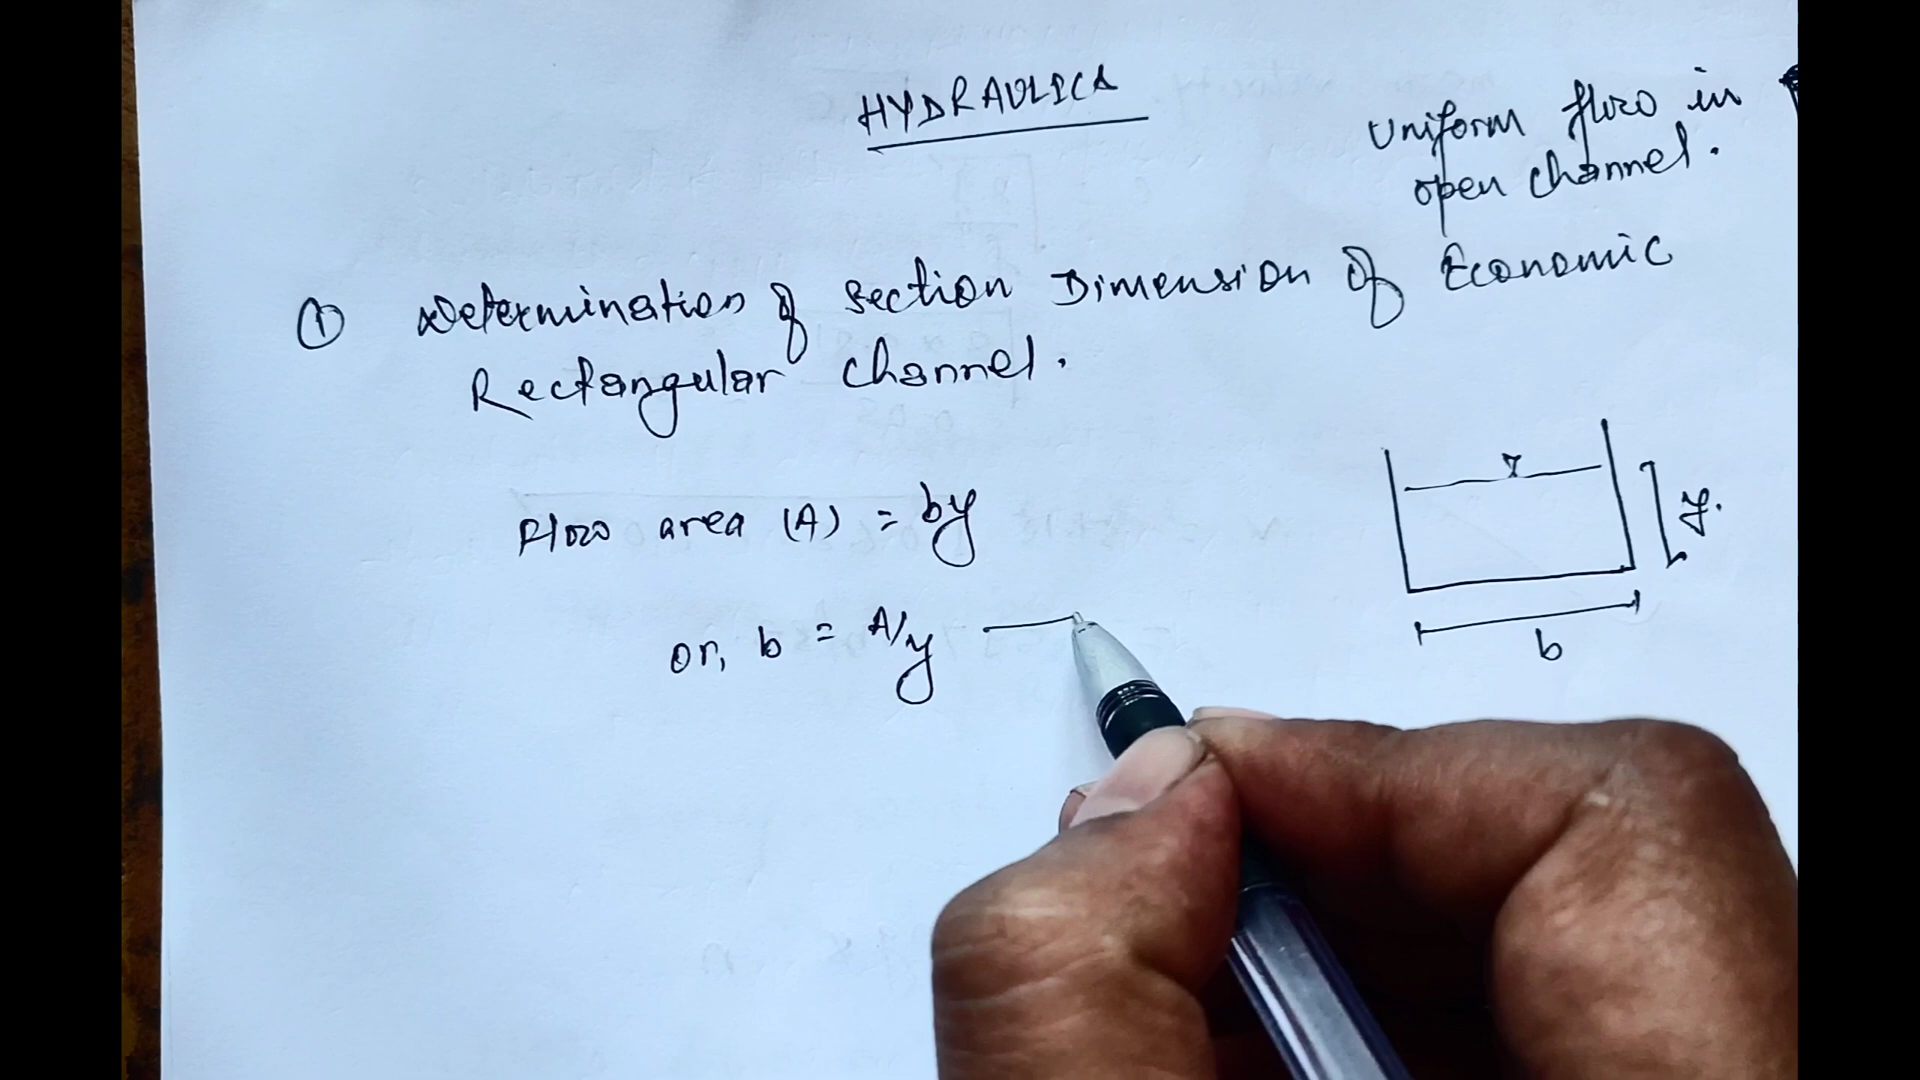 HYDRAULICS
Uniform flow in
open channel.
① Determination of section Dimension Of Economic
Rectangular channel.
Flow area (A) = by
or, b = A/y
y.
b